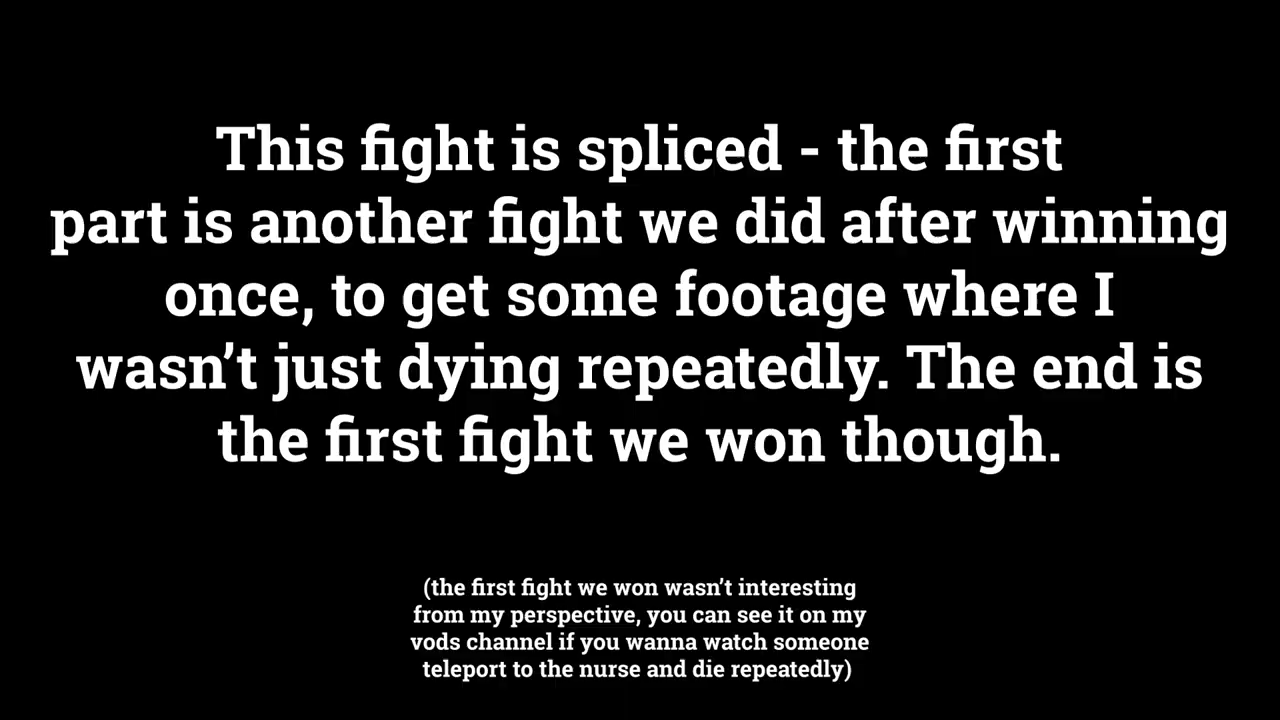 This fight is spliced - the first
part is another fight we did after winning
once, to get some footage where I
wasn’t just dying repeatedly. The end is
the first fight we won though.
(the first fight we won wasn’t interesting
from my perspective, you can see it on my
vods channel if you wanna watch someone
teleport to the nurse and die repeatedly)